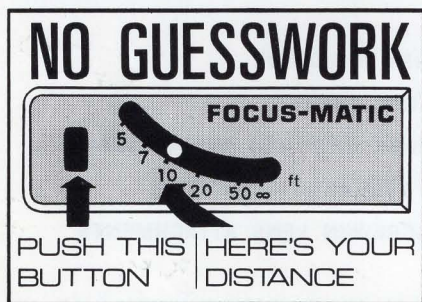 NO GUESSWORK
FOCUS-MATIC
5
7
10
20
50 ∞ ft
PUSH THIS
BUTTON
HERE'S YOUR
DISTANCE